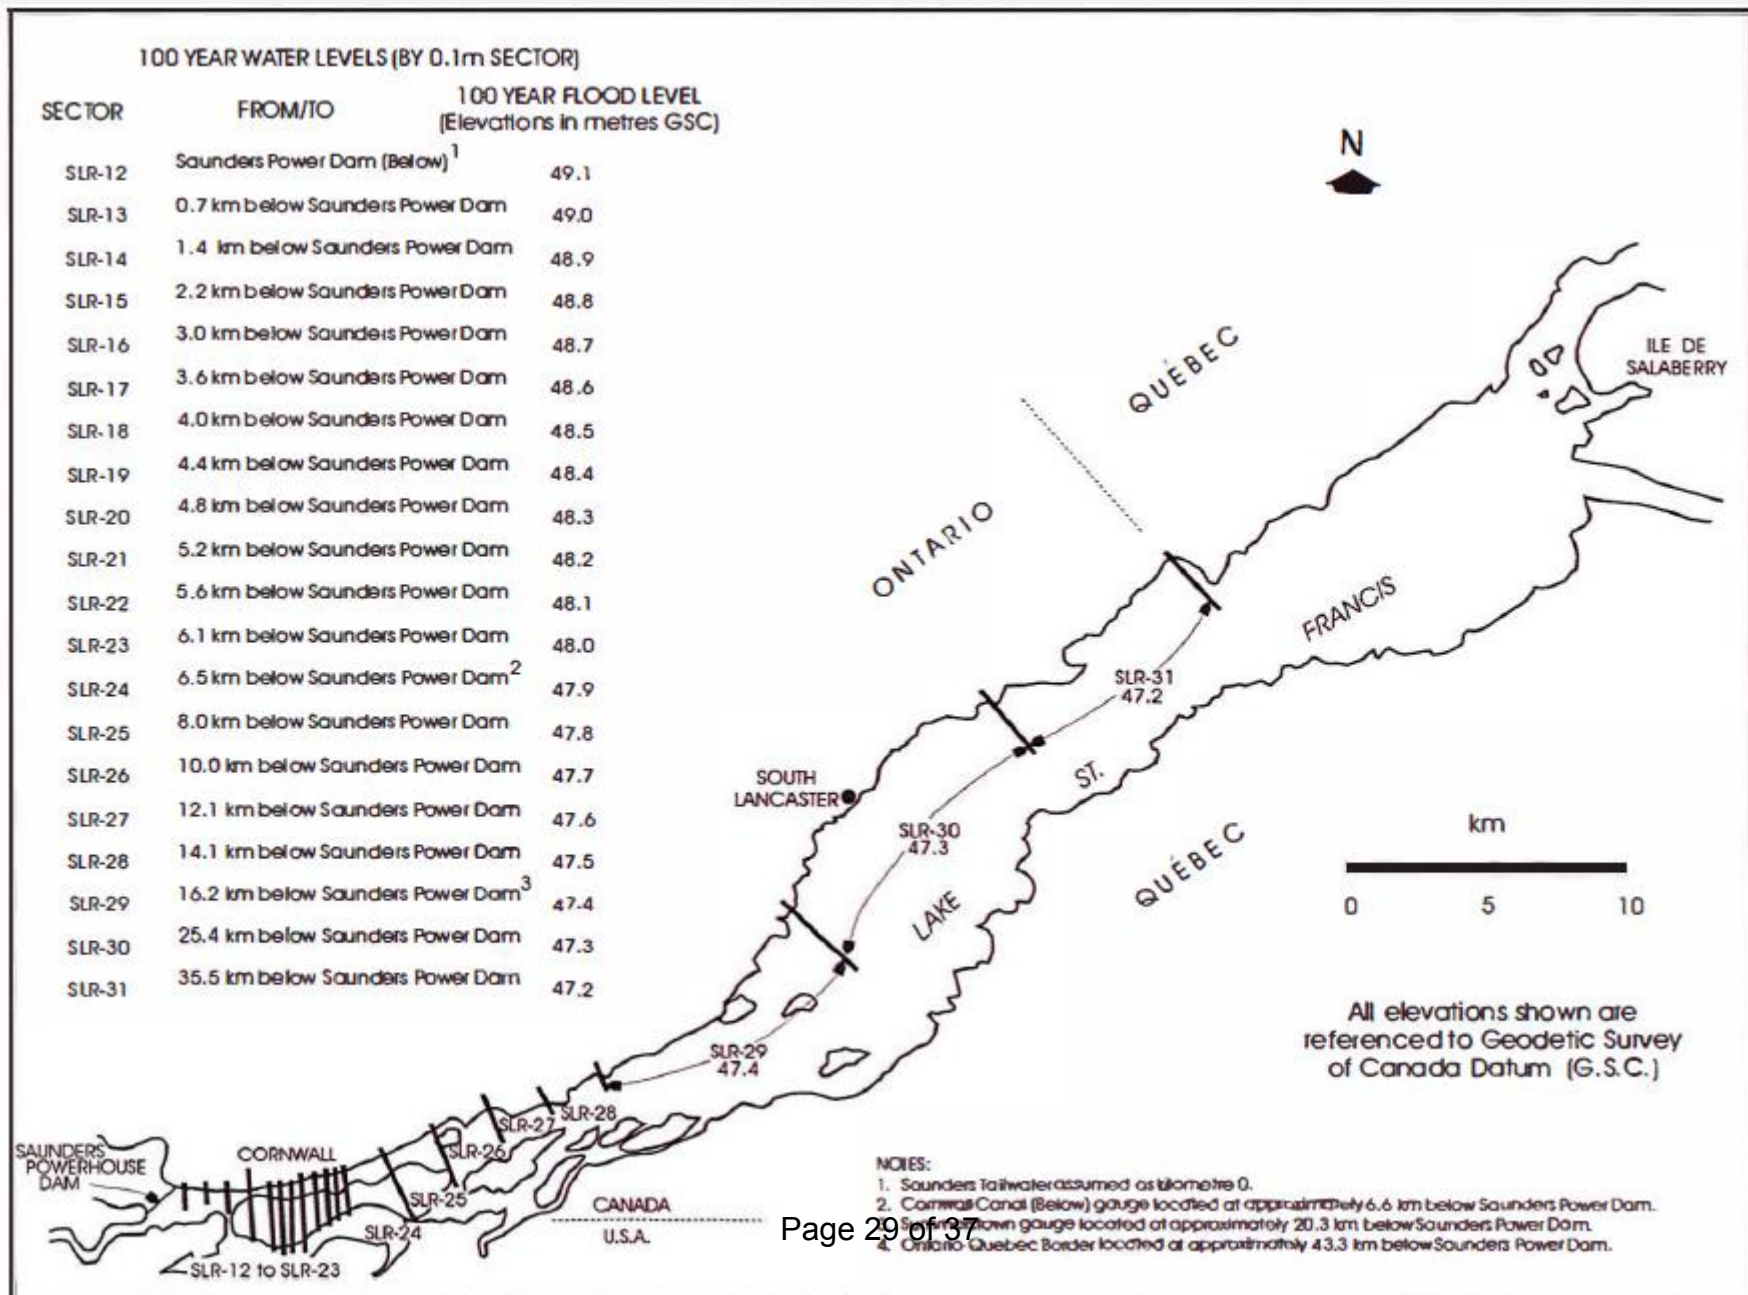 100 YEAR WATER LEVELS (BY 0.1m SECTOR)
SECTOR FROM/TO 100 YEAR FLOOD LEVEL
(Elevations in metres GSC)
SLR-12 Saunders Power Dam (Below)1 49.1
SLR-13 0.7 km below Saunders Power Dam 49.0
SLR-14 1.4 km below Saunders Power Dam 48.9
SLR-15 2.2 km below Saunders Power Dam 48.8
SLR-16 3.0 km below Saunders Power Dam 48.7
SLR-17 3.6 km below Saunders Power Dam 48.6
SLR-18 4.0 km below Saunders Power Dam 48.5
SLR-19 4.4 km below Saunders Power Dam 48.4
SLR-20 4.8 km below Saunders Power Dam 48.3
SLR-21 5.2 km below Saunders Power Dam 48.2
SLR-22 5.6 km below Saunders Power Dam 48.1
SLR-23 6.1 km below Saunders Power Dam 48.0
SLR-24 6.5 km below Saunders Power Dam2 47.9
SLR-25 8.0 km below Saunders Power Dam 47.8
SLR-26 10.0 km below Saunders Power Dam 47.7
SLR-27 12.1 km below Saunders Power Dam 47.6
SLR-28 14.1 km below Saunders Power Dam 47.5
SLR-29 16.2 km below Saunders Power Dam3 47.4
SLR-30 25.4 km below Saunders Power Dam 47.3
SLR-31 35.5 km below Saunders Power Dam 47.2
N
QUÉBEC
ILE DE
SALABERRY
ONTARIO
FRANCIS
SLR-31
47.2
ST.
SOUTH
LANCASTER
SLR-30
47.3
LAKE
QUÉBEC
km
0 5 10
All elevations shown are
referenced to Geodetic Survey
of Canada Datum (G.S.C.)
SLR-29
47.4
SLR-28
SLR-27
SLR-26
SLR-25
SLR-24
CORNWALL
SAUNDERS
POWERHOUSE
DAM
SLR-12 to SLR-23
CANADA
U.S.A.
NOTES:
1. Saunders Tailwater assumed as kilometre 0.
2. Cornwall Canal (Below) gauge located at approximately 6.6 km below Saunders Power Dam.
gauge located at approximately 20.3 km below Saunders Power Dam.
4. Ontario-Quebec Border located at approximately 43.3 km below Saunders Power Dam.
Page 29 of 37